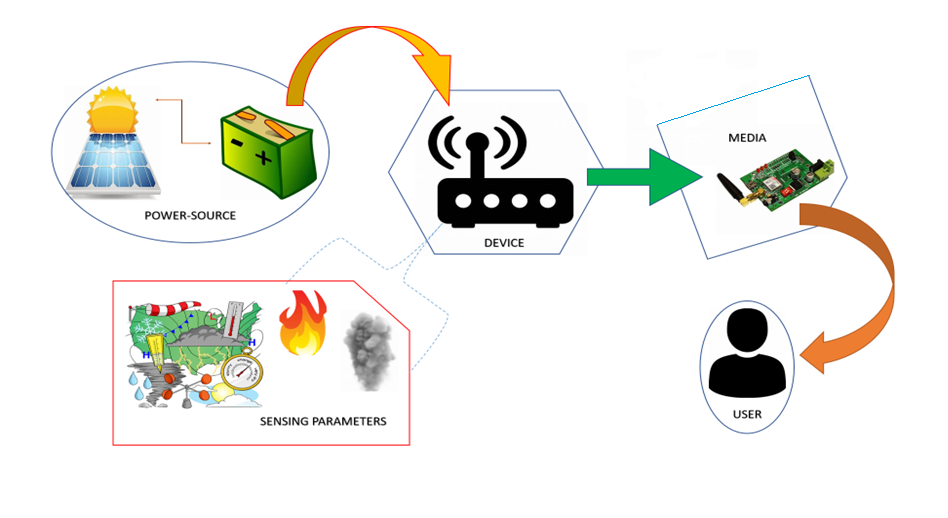 POWER-SOURCE
DEVICE
MEDIA
H
H
SENSING PARAMETERS
USER